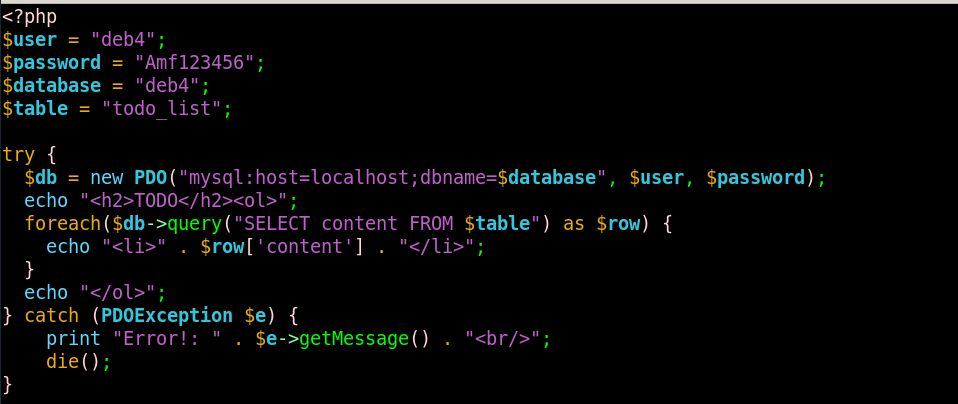 <?php
$user = "deb4";
$password = "Amf123456";
$database = "deb4";
$table = "todo_list";

try {
  $db = new PDO("mysql:host=localhost;dbname=$database", $user, $password);
  echo "<h2>TODO</h2><ol>";
  foreach($db->query("SELECT content FROM $table") as $row) {
    echo "<li>" . $row['content'] . "</li>";
  }
  echo "</ol>";
} catch (PDOException $e) {
    print "Error!: " . $e->getMessage() . "<br/>";
    die();
}